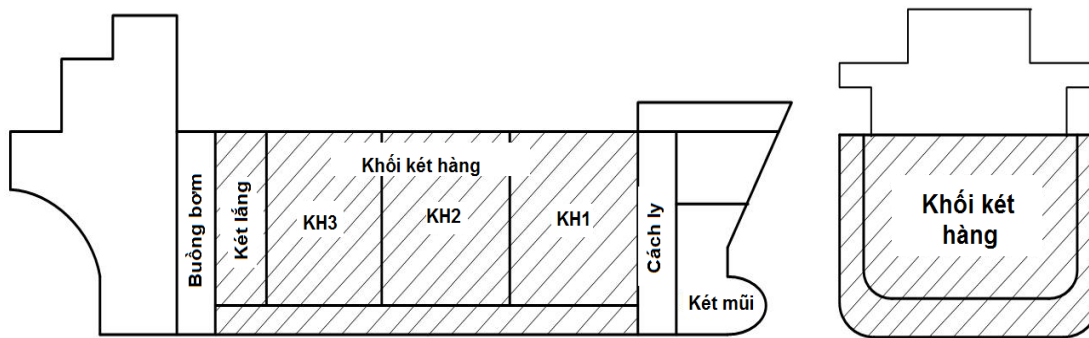 Khối két hàng
Buồng bơm
Két lắng
KH3
KH2
KH1
Cách ly
Két mũi
Khối két
hàng